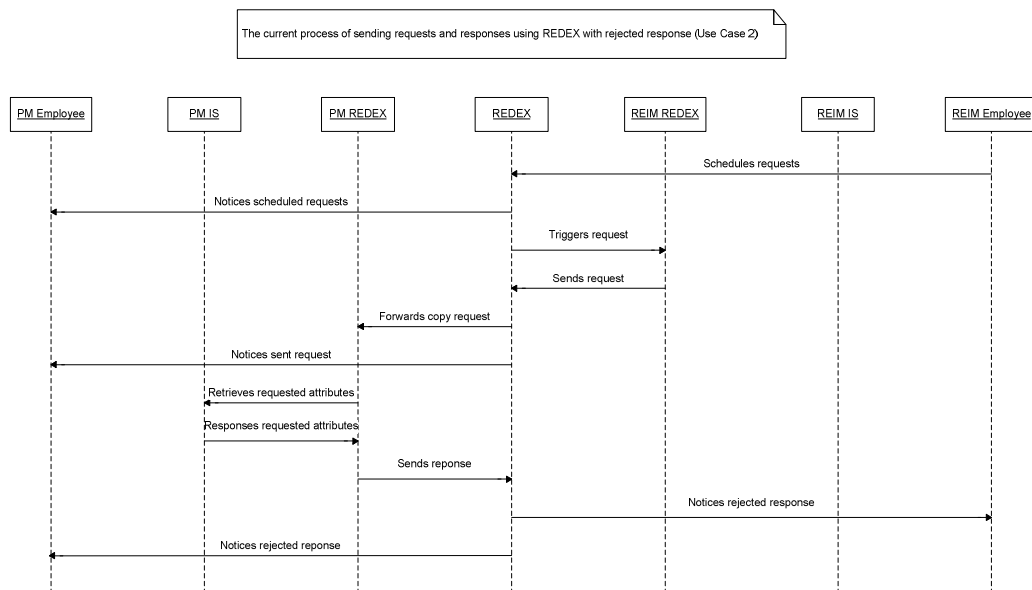 The current process of sending requests and responses using REDEX with rejected response (Use Case 2)
PM Employee
PM IS
PM REDEX
REDEX
REIM REDEX
REIM IS
REIM Employee
Schedules requests
Notices scheduled requests
Triggers request
Sends request
Forwards copy request
Notices sent request
Retrieves requested attributes
Responses requested attributes
Sends reponse
Notices rejected response
Notices rejected reponse